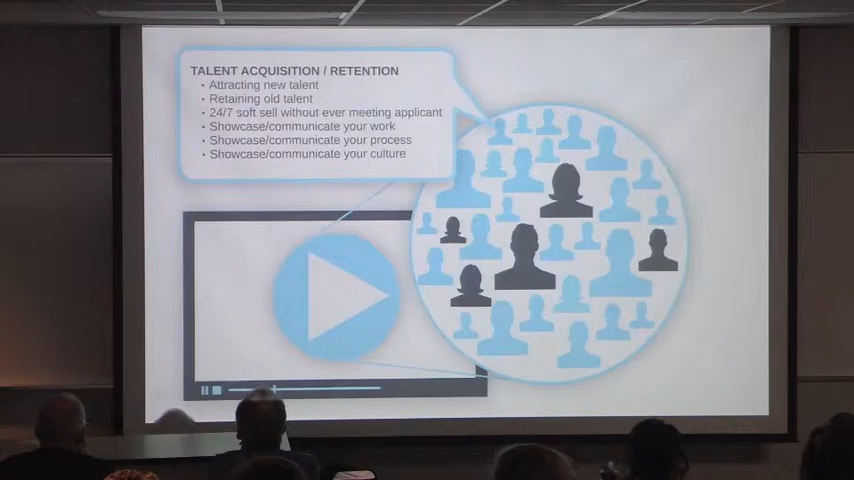 TALENT ACQUISITION / RETENTION
• Attracting new talent
• Retaining old talent
• 24/7 soft sell without ever meeting applicant
• Showcase/communicate your work
• Showcase/communicate your process
• Showcase/communicate your culture